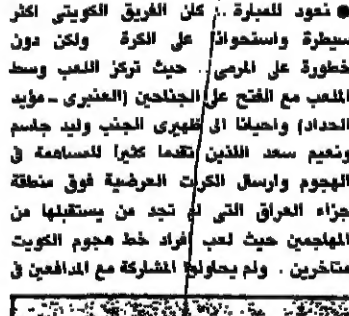 ● نعود للمباراة .. كان الفريق الكويتي اكثر
سيطرة واستحواذا على الكرة ولكن دون
خطورة على المرمى . حيث تركز اللعب وسط
الملعب مع الفتح على الجناحين (العنبري - مؤيد
الحداد) واحيانا الى ظهيري الجنب وليد جاسم
ونعيم سعد اللذين تقدما كثيرا للمساهمة في
الهجوم وارسال الكرات العرضية فوق منطقة
جزاء العراق التي لم تجد من يستقبلها من
المهاجمين حيث لعب افراد خط هجوم الكويت
متأخرين . ولم يحاولوا المشاركة مع المدافعين في